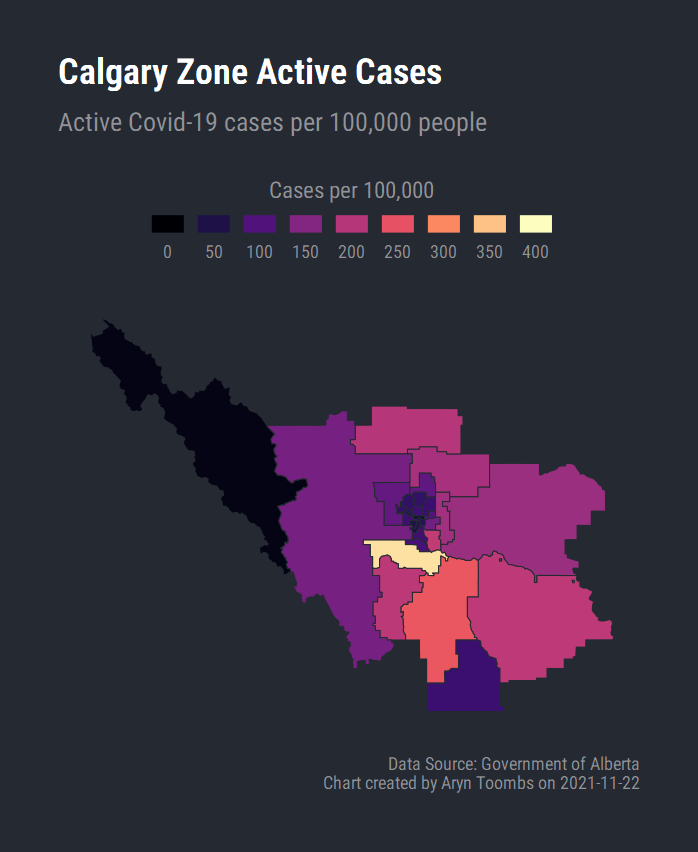 Calgary Zone Active Cases
Active Covid-19 cases per 100,000 people
Cases per 100,000
0 50 100 150 200 250 300 350 400
Data Source: Government of Alberta
Chart created by Aryn Toombs on 2021-11-22